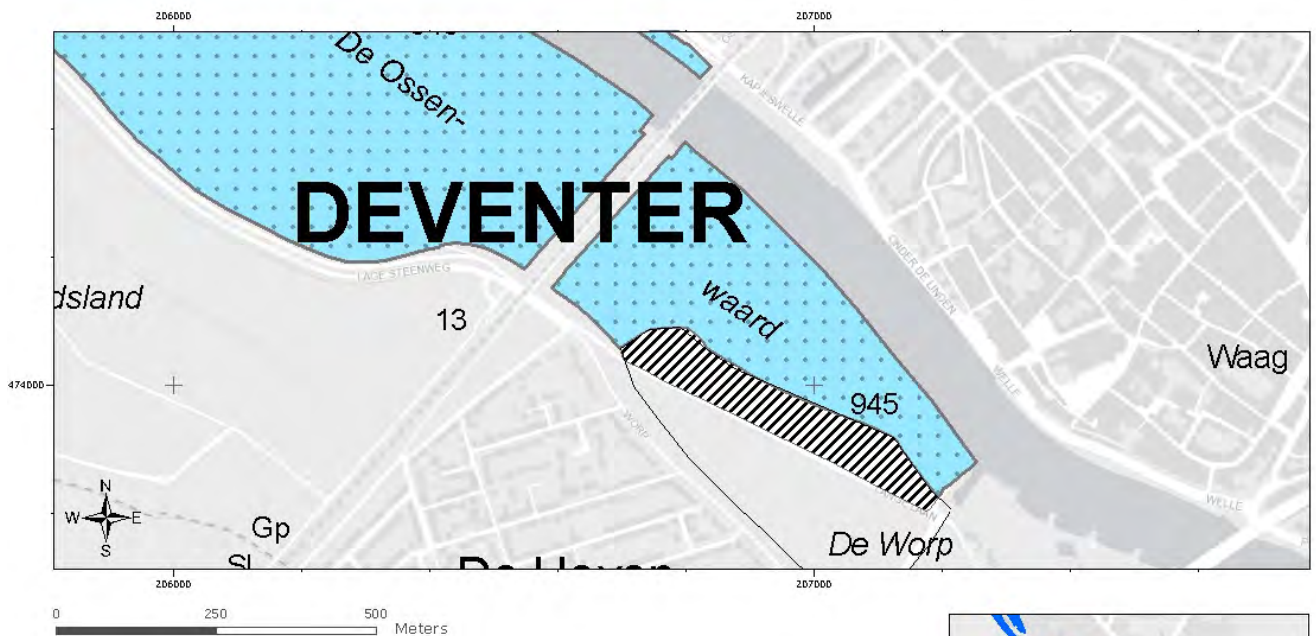 206000
207000
De Ossen-
KAPJESWELLE
DEVENTER
ONDER DE LINDEN
LAGE STEENWEG
dsland
waard
13
Waag
474000
945
WELLE
WORP
N
W E
S
WELLE
Gp
De Worp
206000
207000
0 250 500 Meters